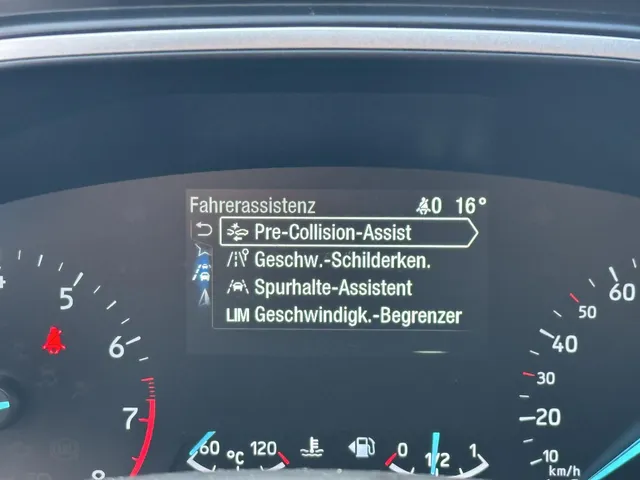 Fahrerassistenz 0 16°
Pre-Collision-Assist
Geschw.-Schilderken.
Spurhalte-Assistent
LIM Geschwindigk.-Begrenzer
5
6
7
8
60
50
40
30
20
10
km/h
60 °C 120
0 1/2 1